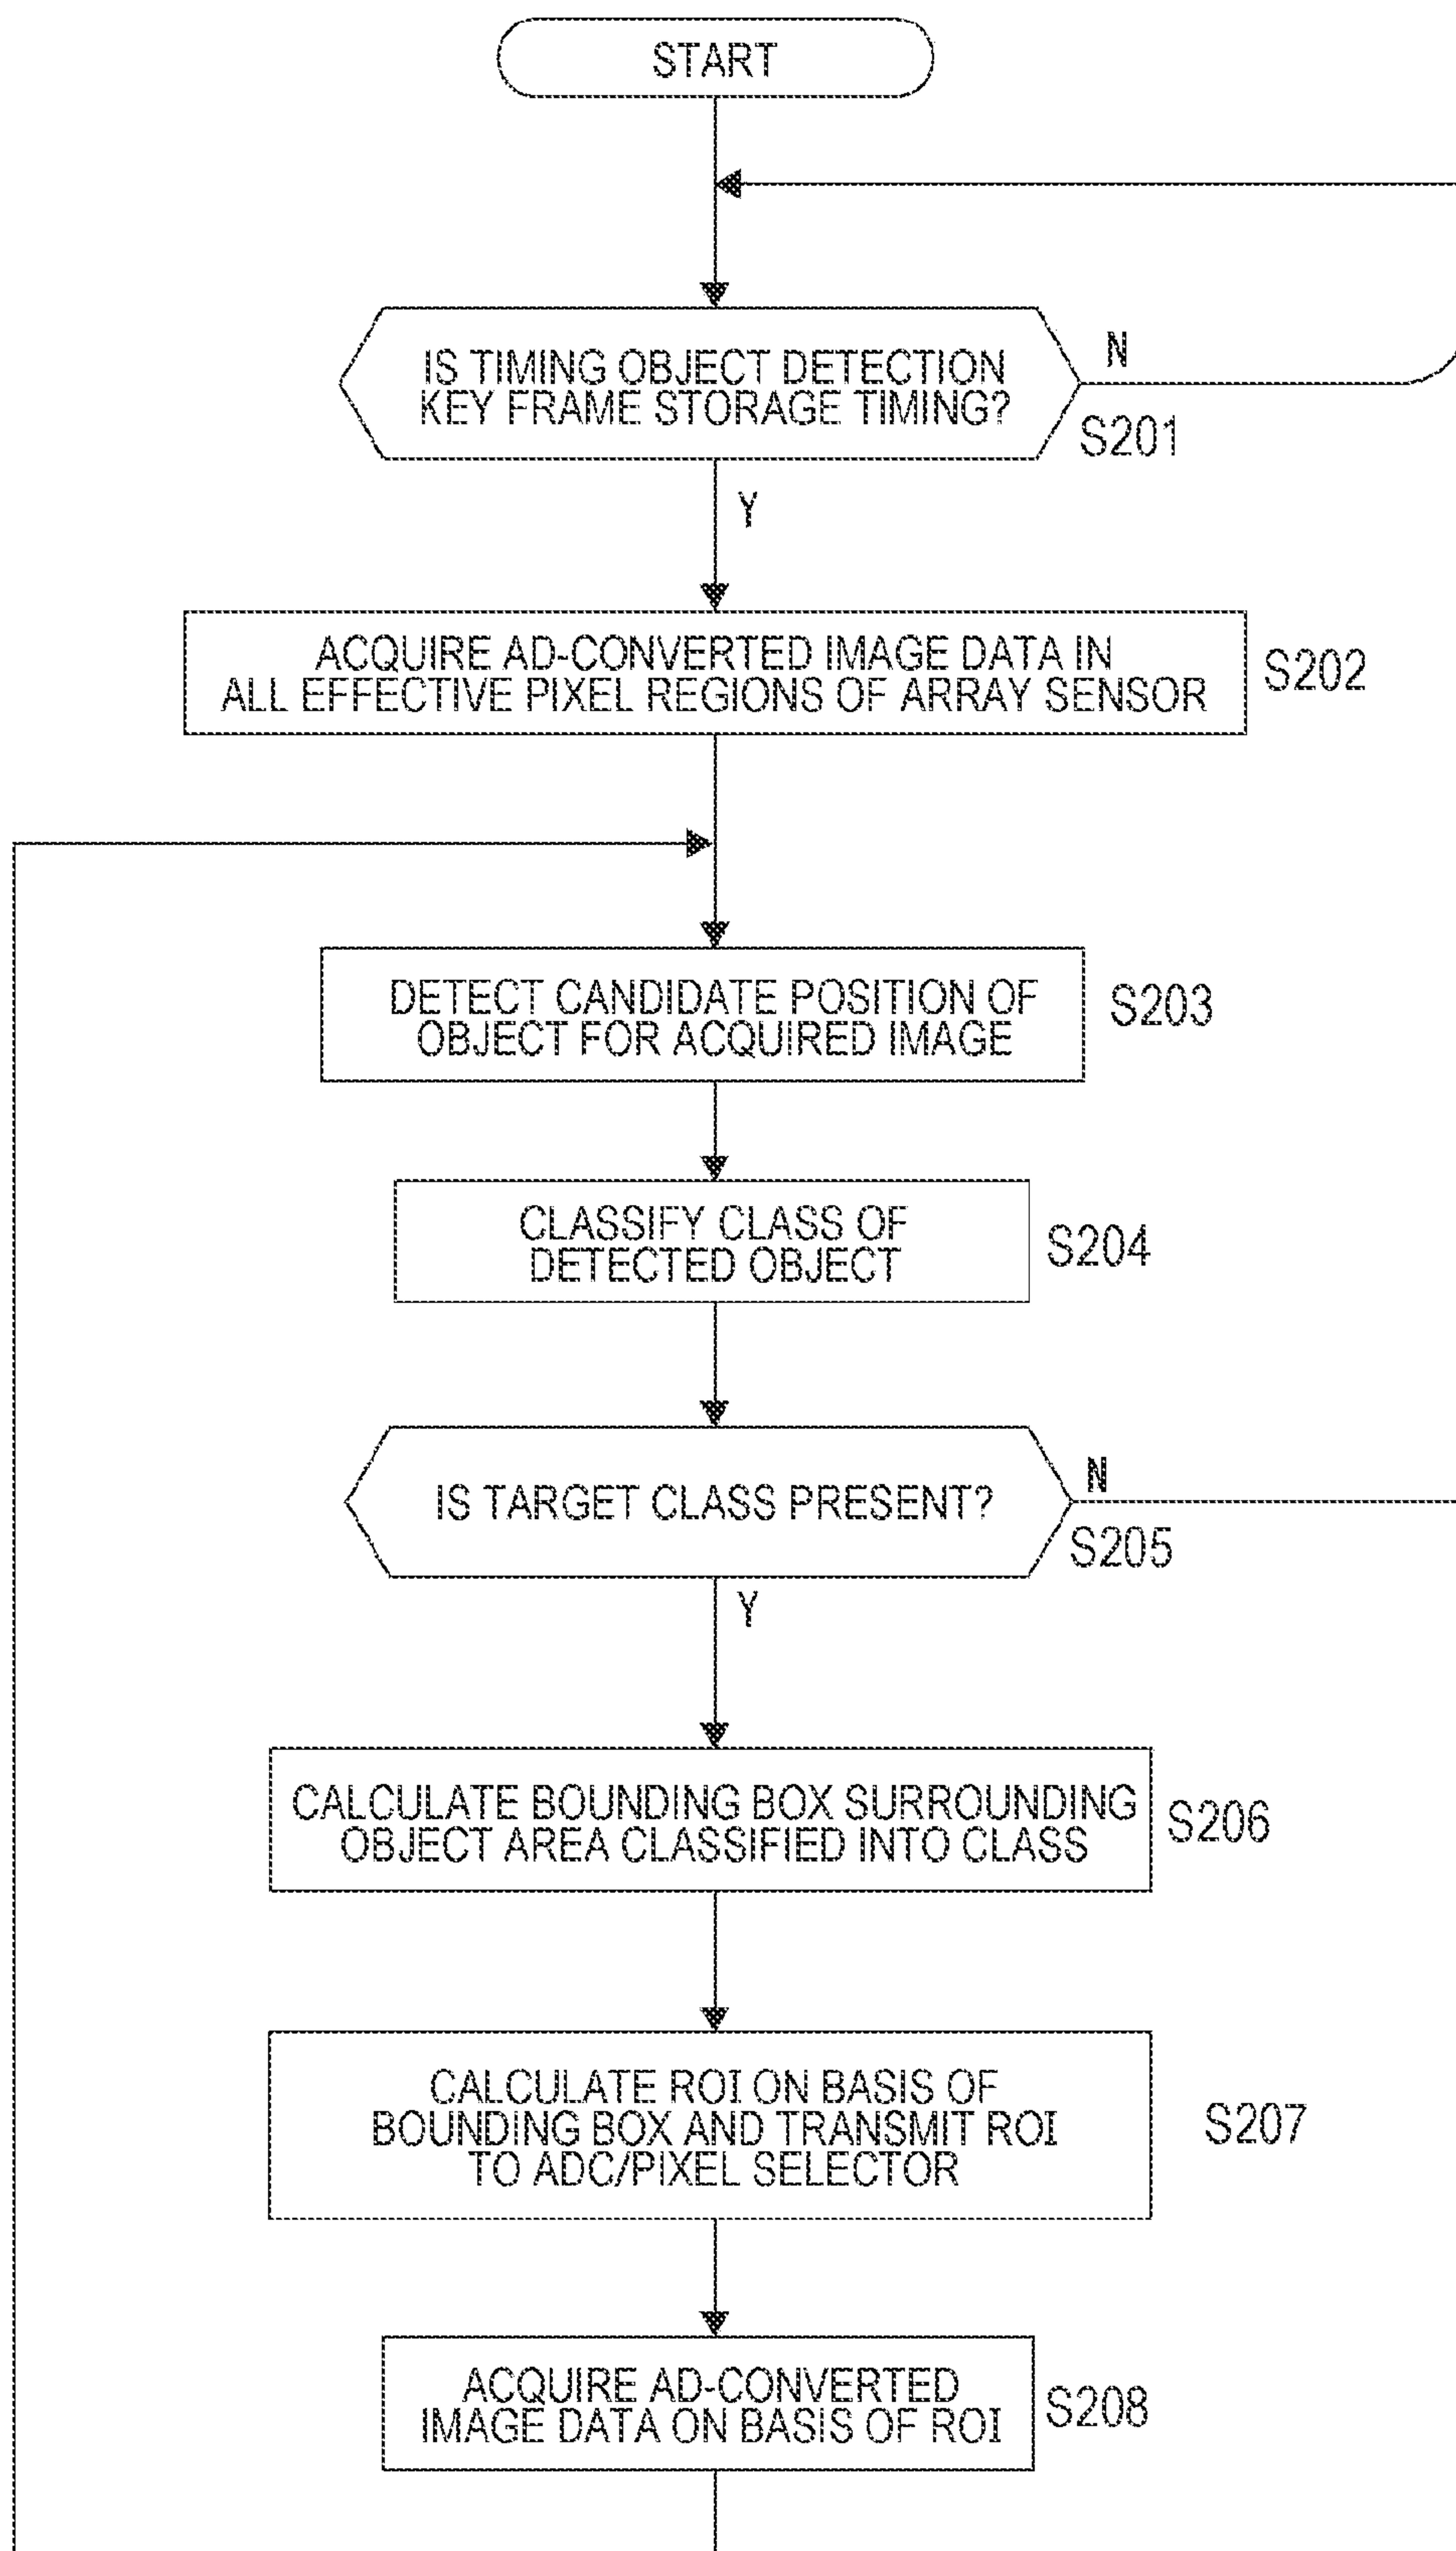 START
IS TIMING OBJECT DETECTION
KEY FRAME STORAGE TIMING?
N
S201
Y
ACQUIRE AD-CONVERTED IMAGE DATA IN
ALL EFFECTIVE PIXEL REGIONS OF ARRAY SENSOR
S202
DETECT CANDIDATE POSITION OF
OBJECT FOR ACQUIRED IMAGE
S203
CLASSIFY CLASS OF
DETECTED OBJECT
S204
IS TARGET CLASS PRESENT?
N
S205
Y
CALCULATE BOUNDING BOX SURROUNDING
OBJECT AREA CLASSIFIED INTO CLASS
S206
CALCULATE ROI ON BASIS OF
BOUNDING BOX AND TRANSMIT ROI
TO ADC/PIXEL SELECTOR
S207
ACQUIRE AD-CONVERTED
IMAGE DATA ON BASIS OF ROI
S208